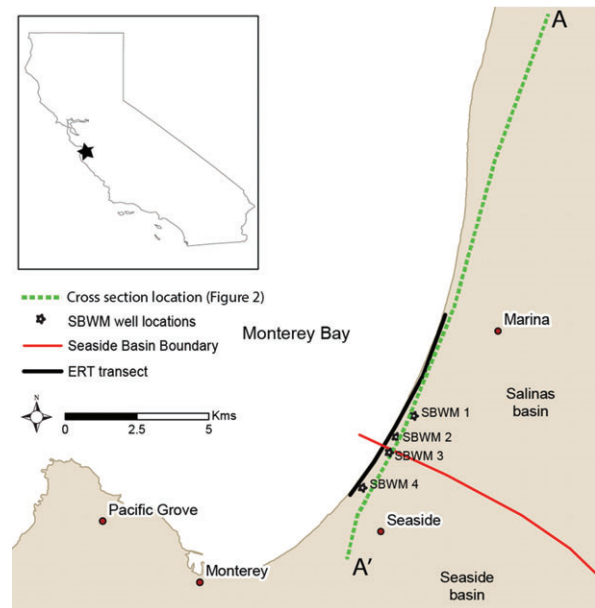 A
Cross section location (Figure 2)
SBWM well locations
Seaside Basin Boundary
ERT transect
Monterey Bay
Marina
Salinas
basin
N
Kms
0
2.5
5
SBWM 1
SBWM 2
SBWM 3
SBWM 4
Pacific Grove
Seaside
Monterey
A'
Seaside
basin